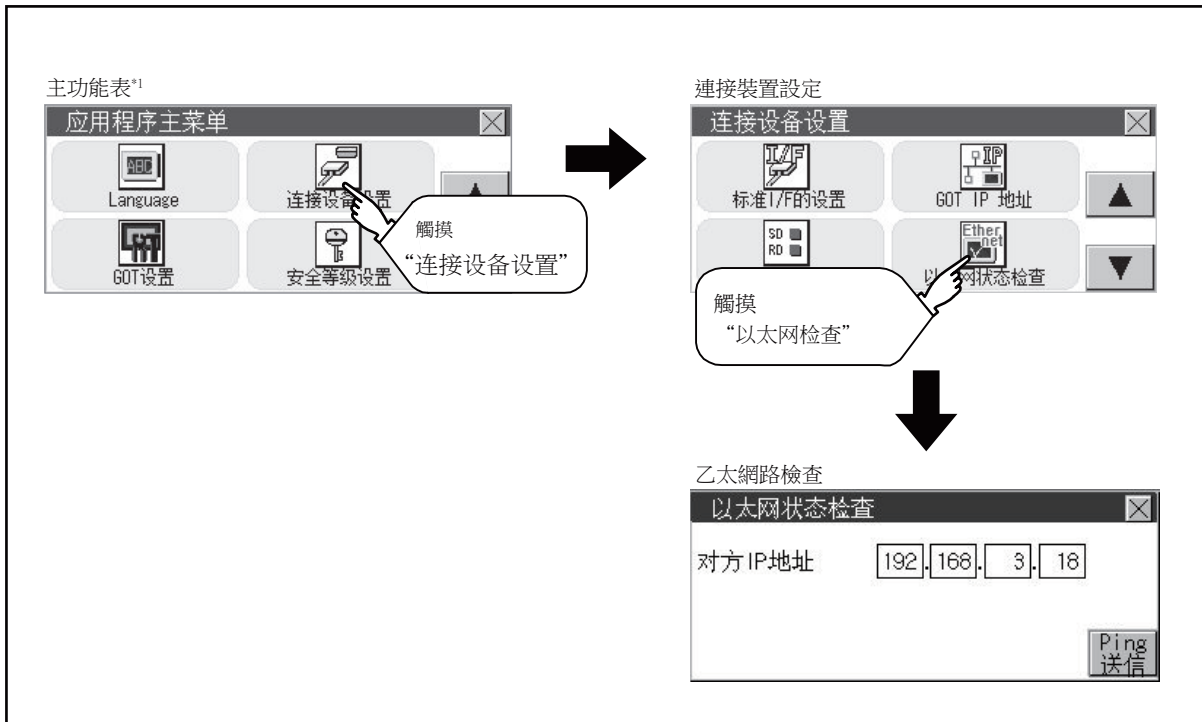 主功能表*1
应用程序主菜单
Language
连接设备设置
GOT设置
安全等级设置
觸摸
“连接设备设置”
連接裝置設定
连接设备设置
I/F
标准I/F的设置
IP
GOT IP 地址
SD
RD
Ethernet
以 网状态检查
觸摸
“以太网检查”
乙太網路檢查
以太网状态检查
对方IP地址 192.168. 3. 18
Ping
送信